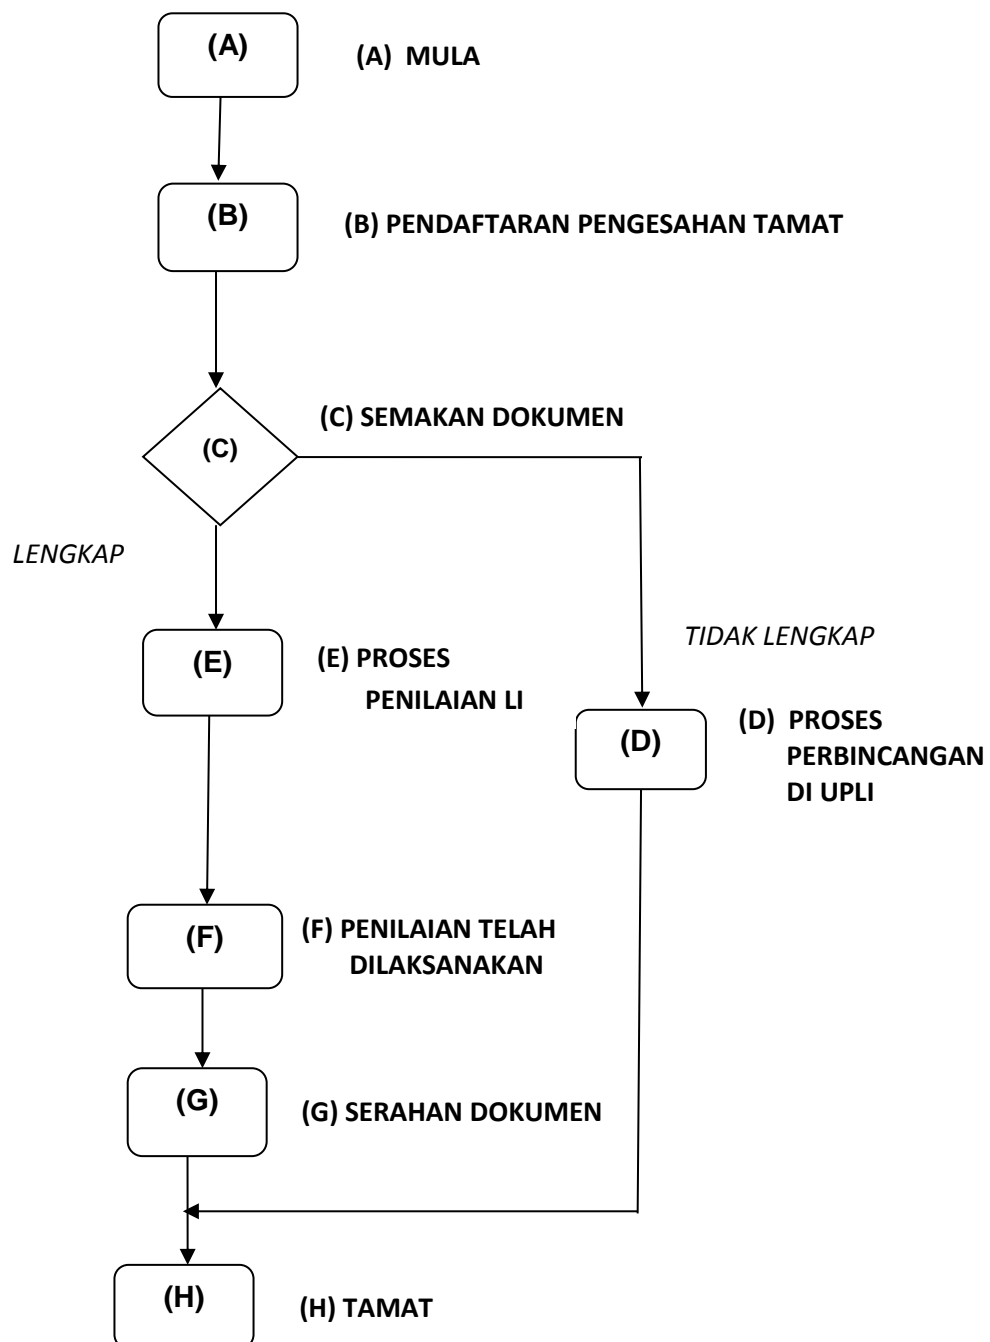 (A)
(A) MULA
(B)
(B) PENDAFTARAN PENGESAHAN TAMAT
(C) SEMAKAN DOKUMEN
(C)
LENGKAP
TIDAK LENGKAP
(E)
(E) PROSES
PENILAIAN LI
(D)
(D) PROSES
PERBINCANGAN
DI UPLI
(F)
(F) PENILAIAN TELAH
DILAKSANAKAN
(G)
(G) SERAHAN DOKUMEN
(H)
(H) TAMAT